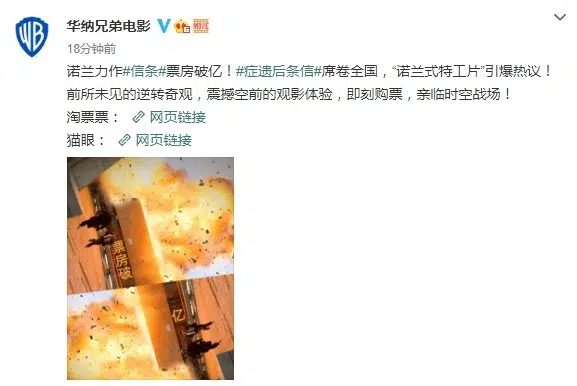 WB
华纳兄弟电影
18分钟前
诺兰力作#信条#票房破亿！#症遗后条信#席卷全国，“诺兰式特工片”引爆热议！
前所未见的逆转奇观，震撼空前的观影体验，即刻购票，亲临时空战场！
淘票票： 网页链接
猫眼： 网页链接
票房破
亿